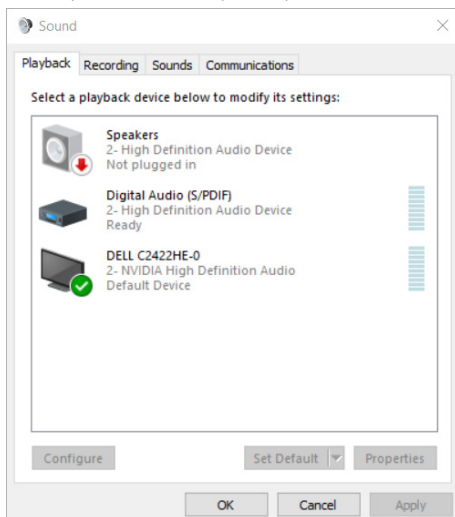 Sound
Playback Recording Sounds Communications
Select a playback device below to modify its settings:
Speakers
2- High Definition Audio Device
Not plugged in
Digital Audio (S/PDIF)
2- High Definition Audio Device
Ready
DELL C2422HE-0
2- NVIDIA High Definition Audio
Default Device
Configure Set Default Properties
OK Cancel Apply